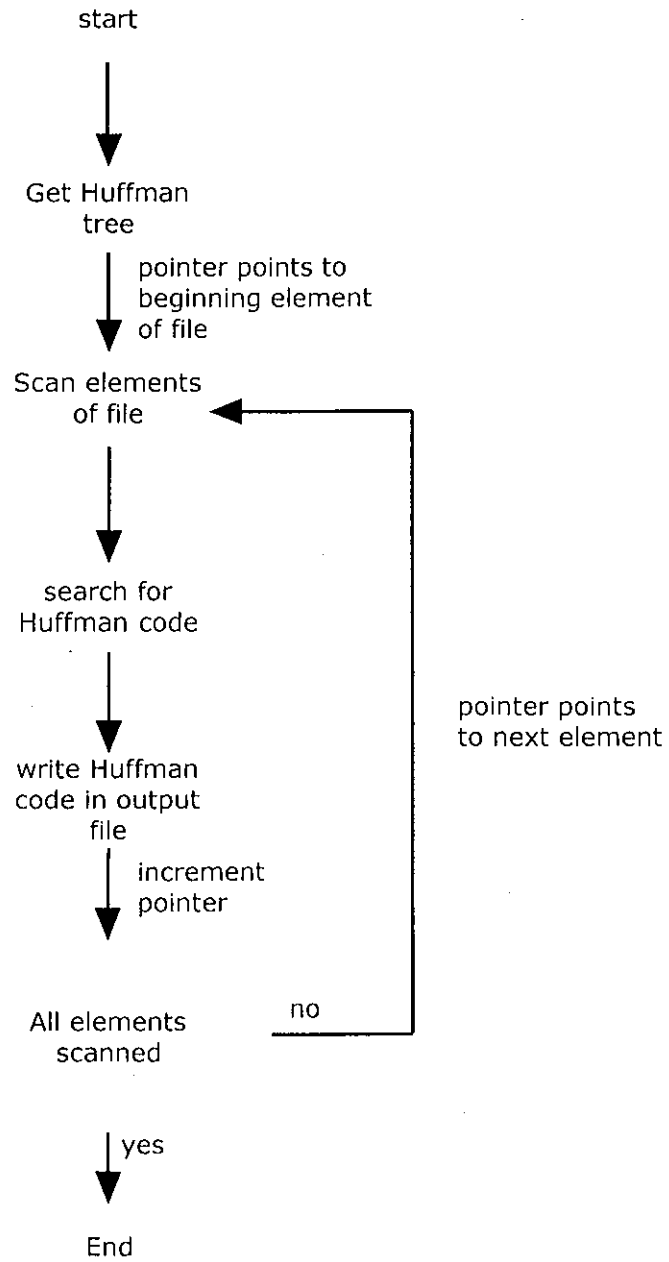 start
Get Huffman
tree
pointer points to
beginning element
of file
Scan elements
of file
search for
Huffman code
pointer points
to next element
write Huffman
code in output
file
increment
pointer
no
All elements
scanned
yes
End